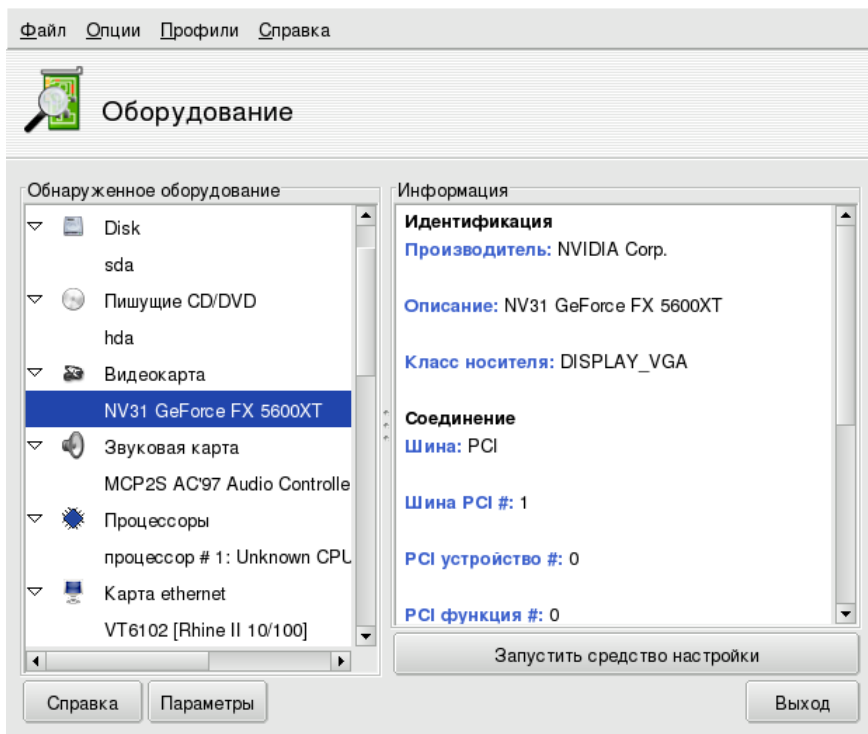 Файл Опции Профили Справка
Оборудование
Обнаруженное оборудование
Disk
sda
Пишущие CD/DVD
hda
Видеокарта
NV31 GeForce FX 5600XT
Звуковая карта
MCP2S AC'97 Audio Controlle
Процессоры
процессор # 1: Unknown CPU
Карта ethernet
VT6102 [Rhine II 10/100]
Информация
Идентификация
Производитель: NVIDIA Corp.
Описание: NV31 GeForce FX 5600XT
Класс носителя: DISPLAY_VGA
Соединение
Шина: PCI
Шина PCI #: 1
PCI устройство #: 0
PCI функция #: 0
Запустить средство настройки
Справка Параметры Выход